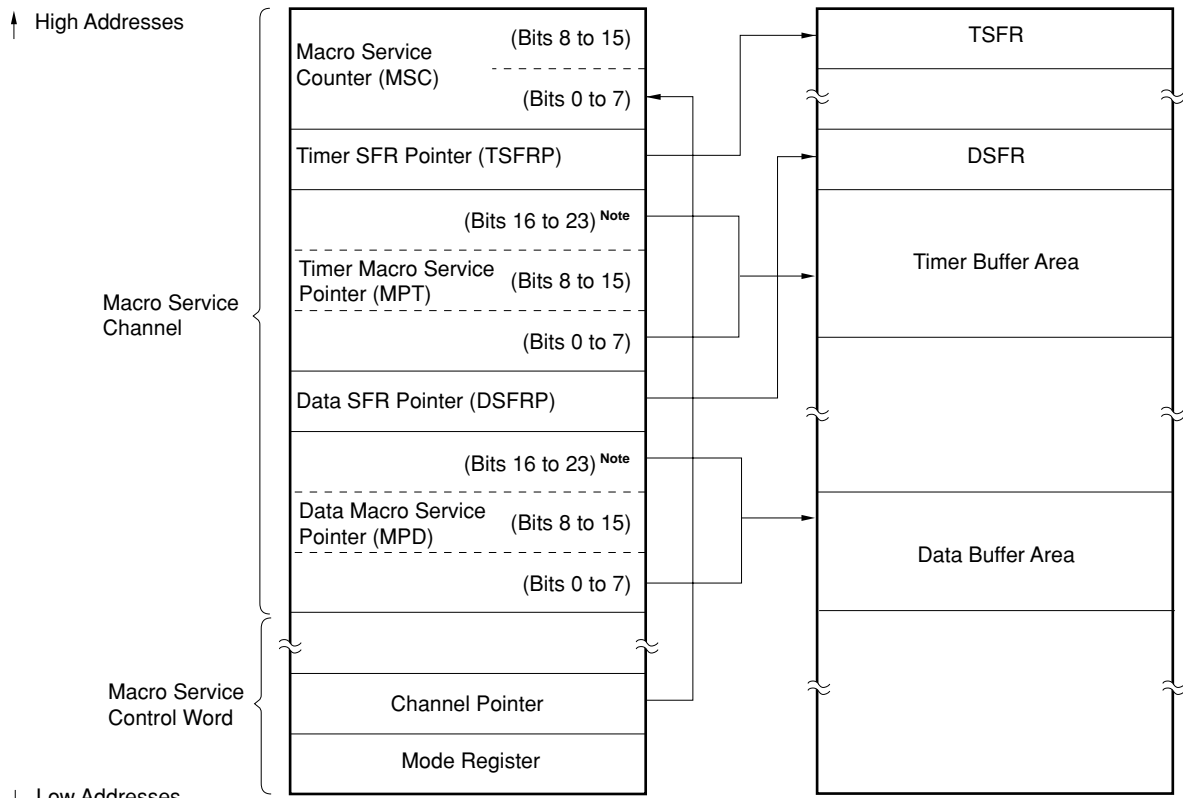 High Addresses
Macro Service
Counter (MSC)
(Bits 8 to 15)
(Bits 0 to 7)
Timer SFR Pointer (TSFRP)
(Bits 16 to 23) Note
Timer Macro Service
Pointer (MPT)
(Bits 8 to 15)
(Bits 0 to 7)
Data SFR Pointer (DSFRP)
(Bits 16 to 23) Note
Data Macro Service
Pointer (MPD)
(Bits 8 to 15)
(Bits 0 to 7)
Channel Pointer
Mode Register
Macro Service
Channel
Macro Service
Control Word
Low Addresses
TSFR
DSFR
Timer Buffer Area
Data Buffer Area